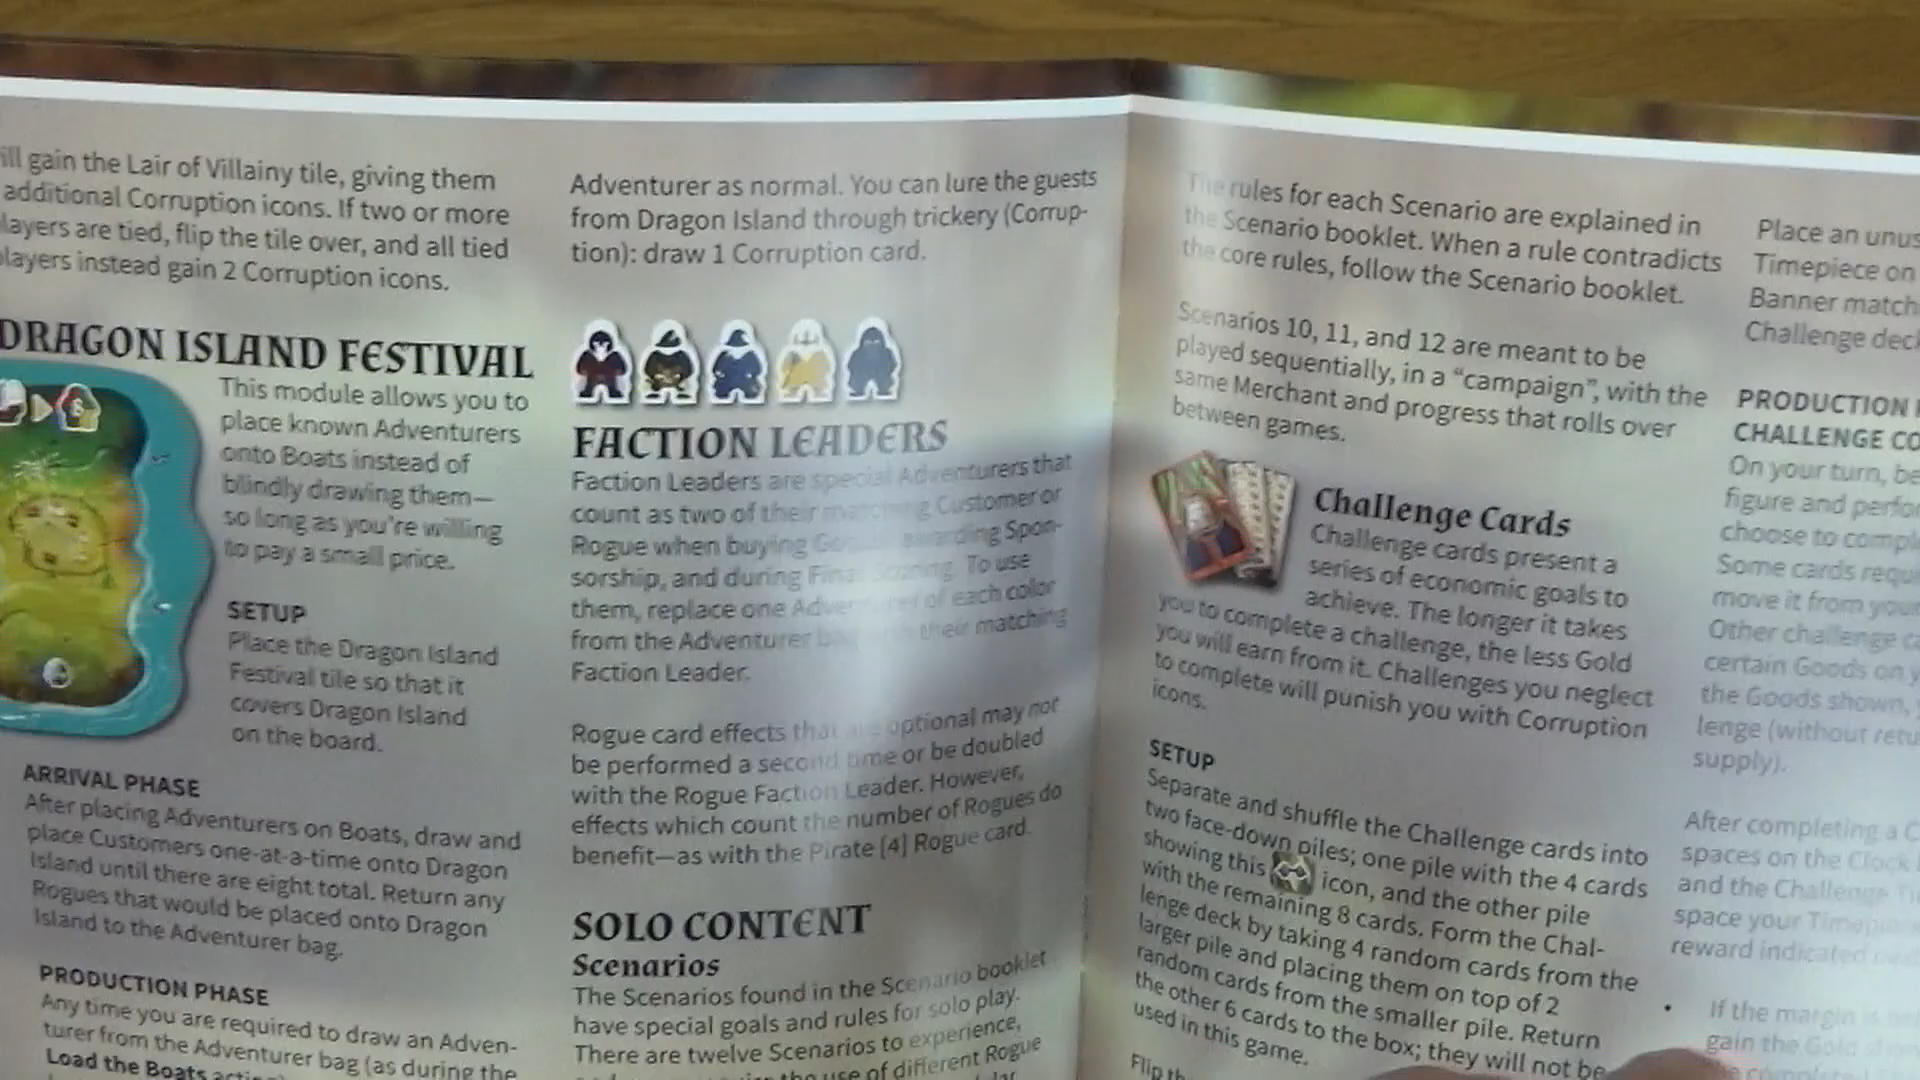 ill gain the Lair of Villainy tile, giving them
additional Corruption icons. If two or more
layers are tied, flip the tile over, and all tied
layers instead gain 2 Corruption icons.
DRAGON ISLAND FESTIVAL
This module allows you to
place known Adventurers
onto Boats instead of
blindly drawing them—
so long as you're willing
to pay a small price.
SETUP
Place the Dragon Island
Festival tile so that it
covers Dragon Island
on the board.
ARRIVAL PHASE
After placing Adventurers on Boats, draw and
place Customers one-at-a-time onto Dragon
Island until there are eight total. Return any
Rogues that would be placed onto Dragon
Island to the Adventurer bag.
PRODUCTION PHASE
Any time you are required to draw an Adven-
turer from the Adventurer bag (as during the
Load the Boats
Adventurer as normal. You can lure the guests
from Dragon Island through trickery (Corrup-
tion): draw 1 Corruption card.
FACTION LEADERS
Faction Leaders are special Adventurers that
count as two of their matching Customer or
Rogue when buying Spon-
sorship, and during Final Scoring. To use
them, replace one Adventurer of each color
from the Adventurer bag with their matching
Faction Leader.
Rogue card effects that are optional may not
be performed a second time or be doubled
with the Rogue Faction Leader. However,
effects which count the number of Rogues do
benefit—as with the Pirate [4] Rogue card.
SOLO CONTENT
Scenarios
The Scenarios found in the Scenario booklet
have special goals and rules for solo play.
There are twelve Scenarios to experience,
the use of different Rogue
The rules for each Scenario are explained in
the Scenario booklet. When a rule contradicts
the core rules, follow the Scenario booklet.
Scenarios 10, 11, and 12 are meant to be
played sequentially, in a “campaign”, with the
same Merchant and progress that rolls over
between games.
Challenge Cards
Challenge cards present a
series of economic goals to
achieve. The longer it takes
you to complete a challenge, the less Gold
you will earn from it. Challenges you neglect
to complete will punish you with Corruption
icons.
SETUP
Separate and shuffle the Challenge cards into
two face-down piles; one pile with the 4 cards
showing this icon, and the other pile
with the remaining 8 cards. Form the Chal-
lenge deck by taking 4 random cards from the
larger pile and placing them on top of 2
random cards from the smaller pile. Return
the other 6 cards to the box; they will not be
used in this game.
Flip
Place an unus
Timepiece on
Banner match
Challenge deck
PRODUCTION
CHALLENGE CO
On your turn, be
figure and perfor
choose to compl
Some cards requ
move it from your
Other challenge ca
certain Goods on y
the Goods shown,
lenge (without retu
supply).
After completing a C
spaces on the Clock
and the Challenge
space your Timepiece
reward indicated
• If the margin is
gain the Gold